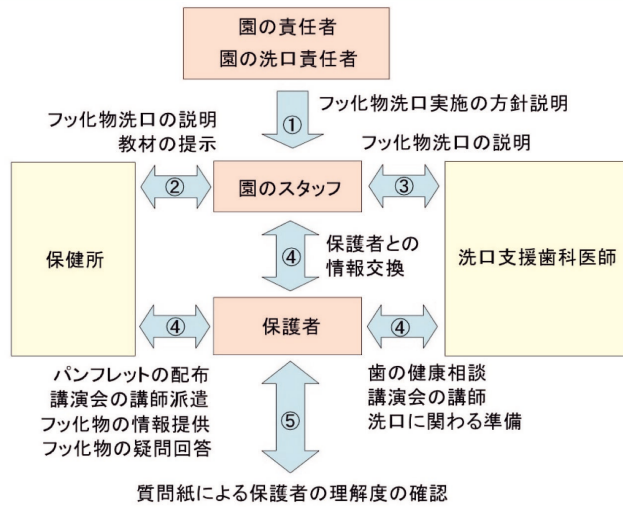 園の責任者
園の洗口責任者
フッ化物洗口実施の方針説明
①
フッ化物洗口の説明
教材の提示
フッ化物洗口の説明
②
園のスタッフ
③
保健所
④
保護者との
情報交換
洗口支援歯科医師
④
保護者
④
パンフレットの配布
講演会の講師派遣
フッ化物の情報提供
フッ化物の疑問回答
⑤
歯の健康相談
講演会の講師
洗口に関わる準備
質問紙による保護者の理解度の確認